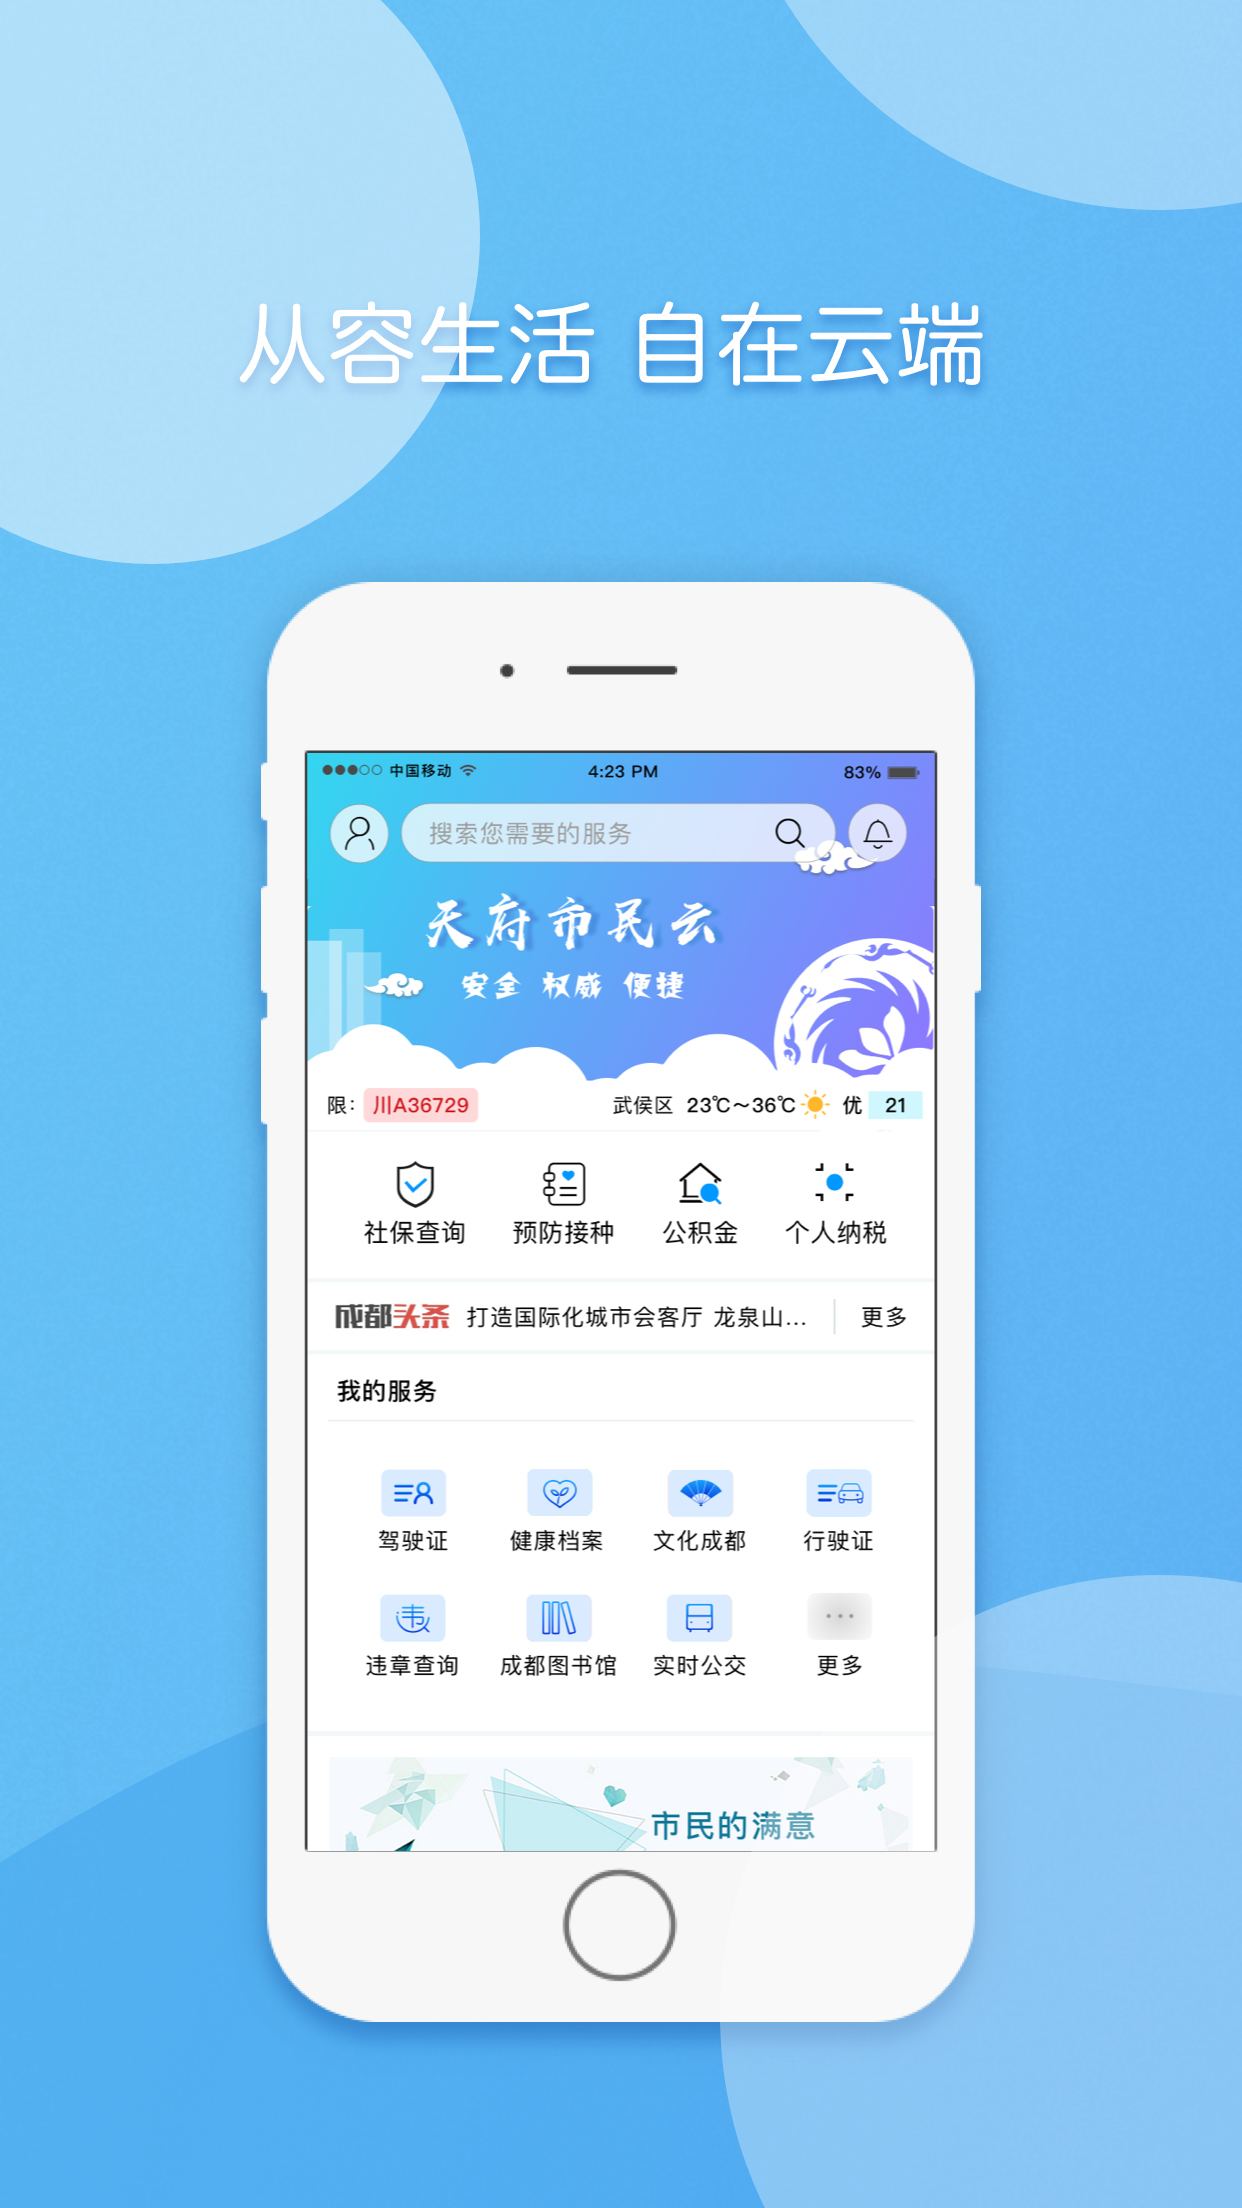 从容生活 自在云端
中国移动 4:23 PM 83%
搜索您需要的服务
天府市民云
安全 权威 便捷
限: 川A36729 武侯区 23℃~36℃ 优 21
社保查询 预防接种 公积金 个人纳税
成都头条 打造国际化城市会客厅 龙泉山... 更多
我的服务
驾驶证 健康档案 文化成都 行驶证
违章查询 成都图书馆 实时公交 更多
市民的满意